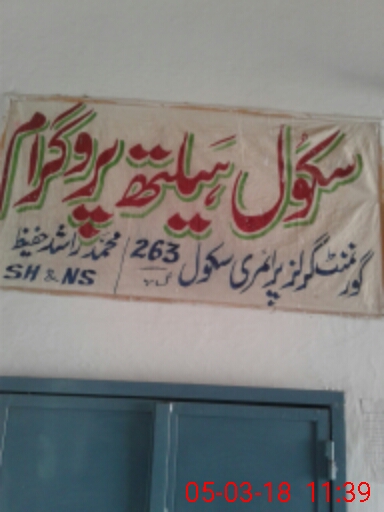 سکول ہیلتھ پروگرام
گورنمنٹ گرلز پرائمری سکول 263 محمد راشد حفیظ
SH & NS
05-03-18 11:39